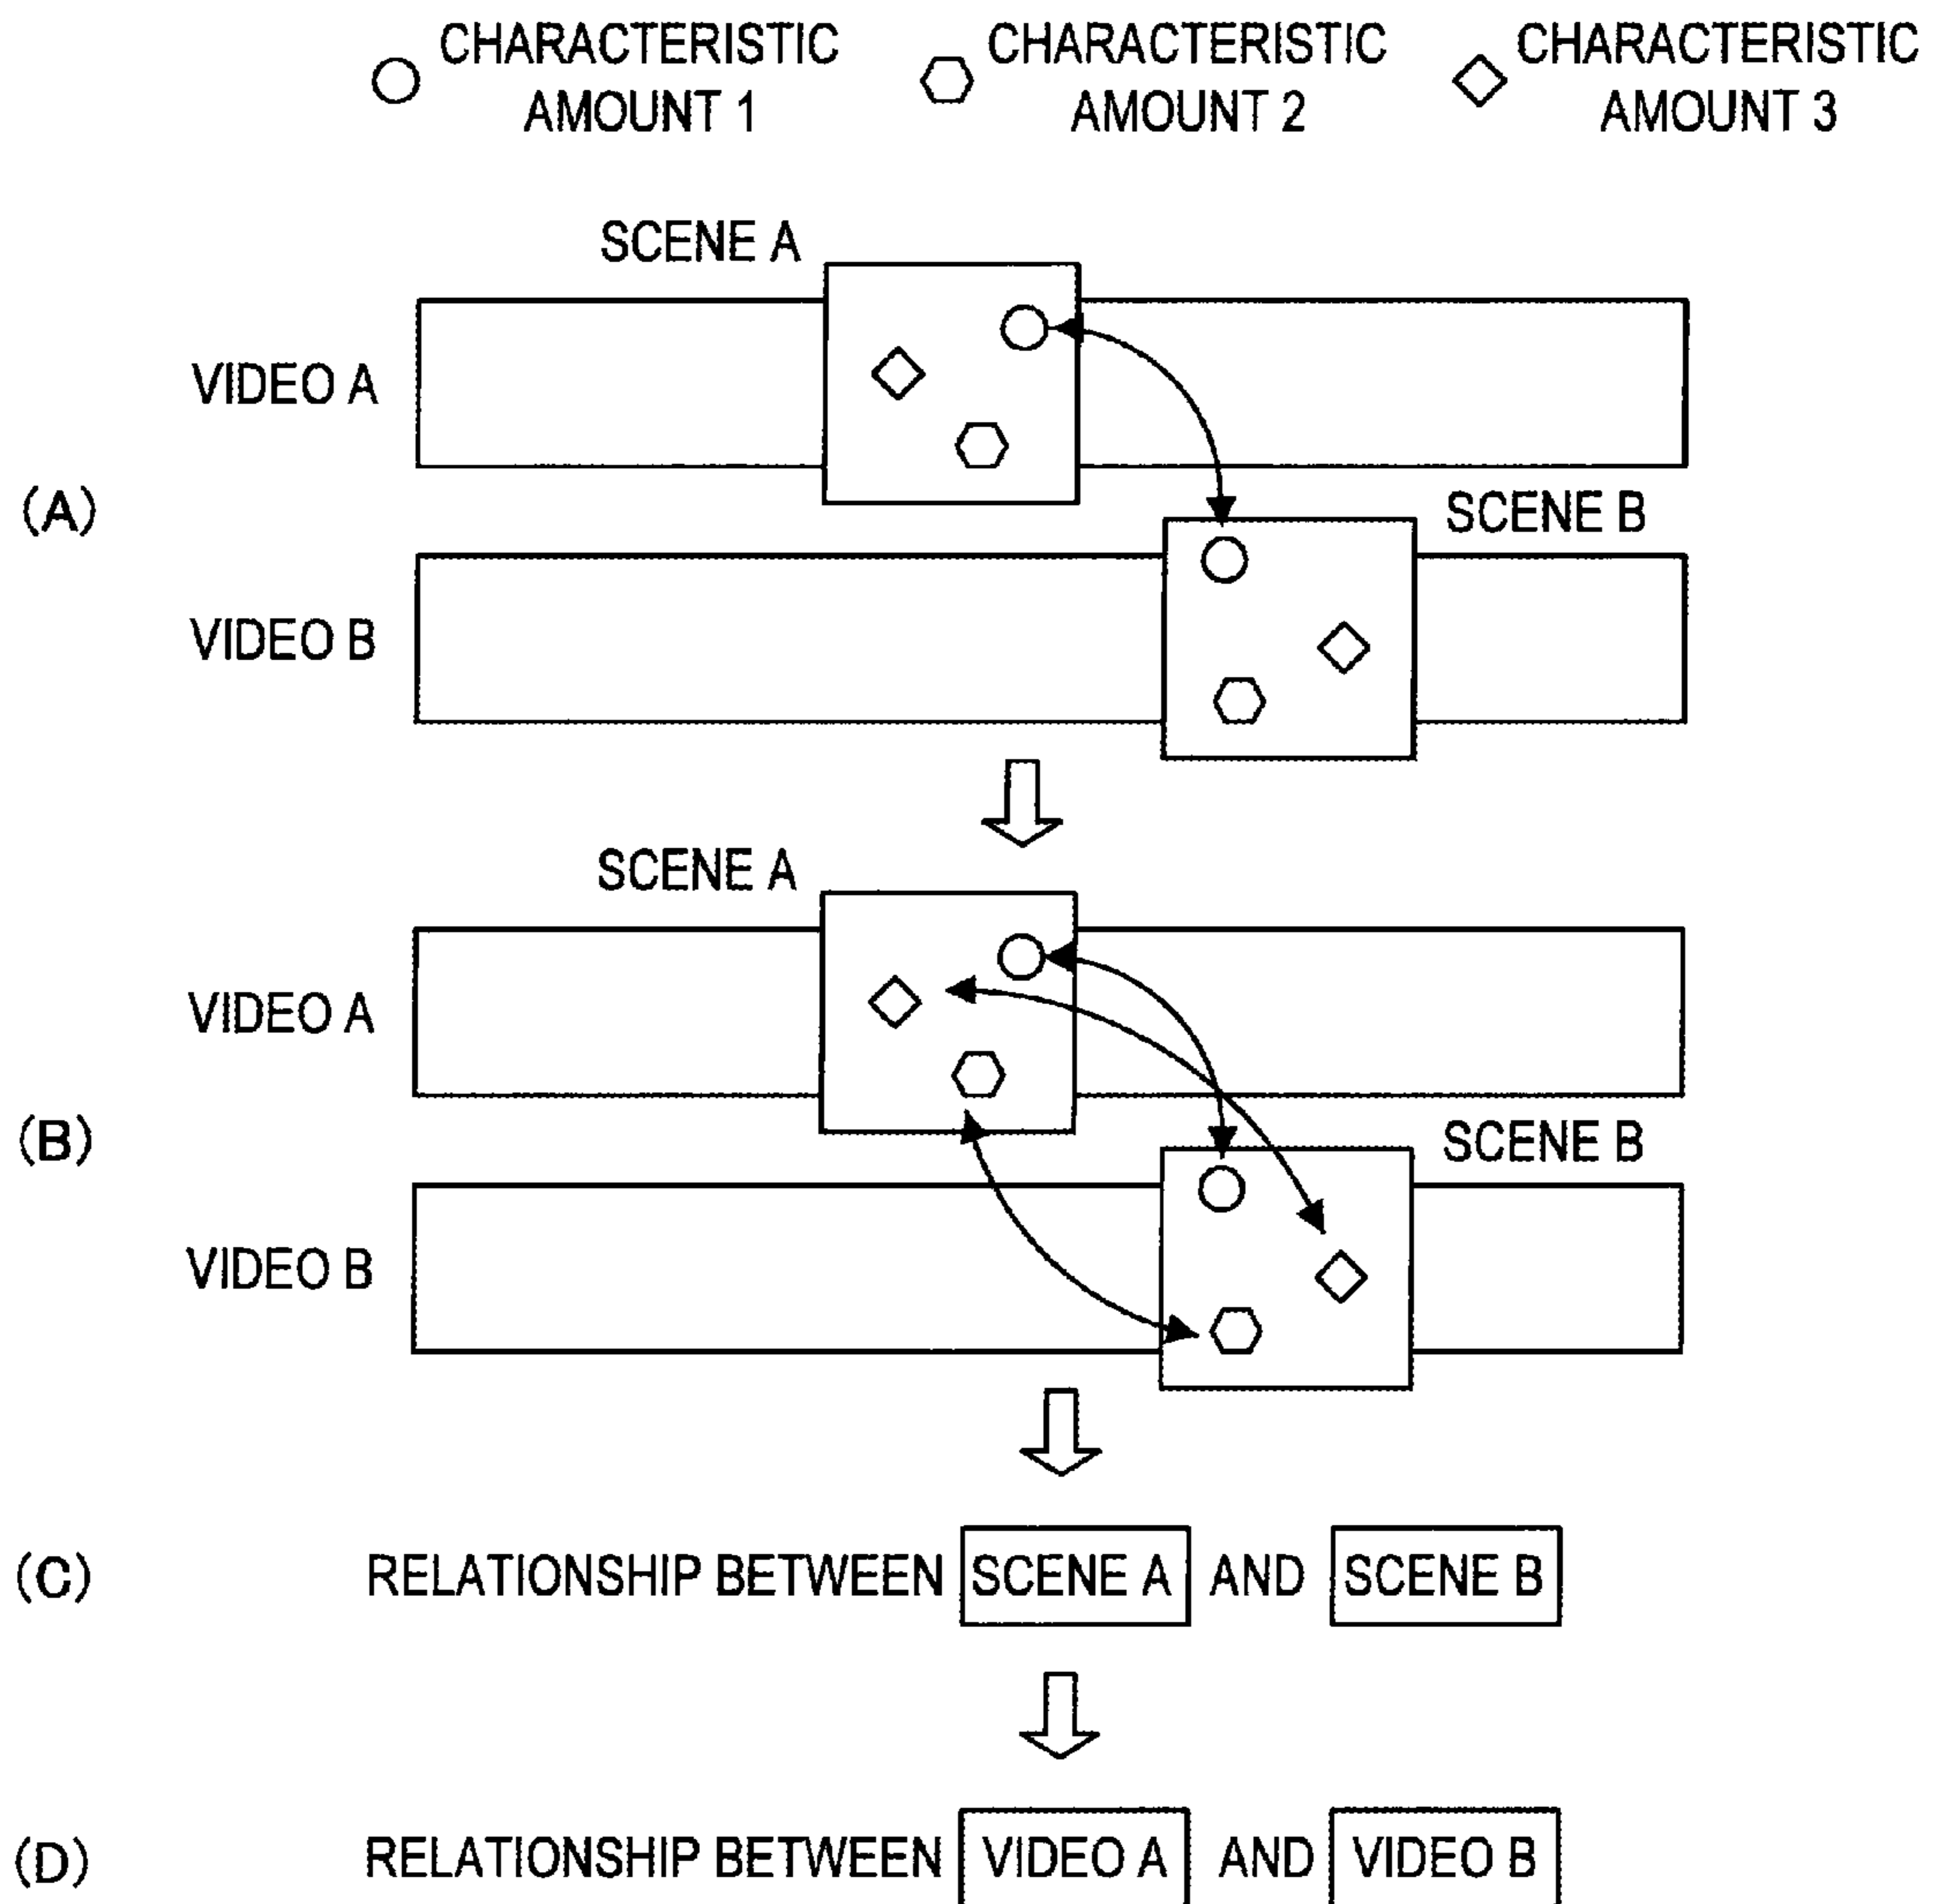 CHARACTERISTIC AMOUNT 1
CHARACTERISTIC AMOUNT 2
CHARACTERISTIC AMOUNT 3
SCENE A
VIDEO A
(A)
SCENE B
VIDEO B
SCENE A
VIDEO A
(B)
SCENE B
VIDEO B
(C) RELATIONSHIP BETWEEN SCENE A AND SCENE B
(D) RELATIONSHIP BETWEEN VIDEO A AND VIDEO B